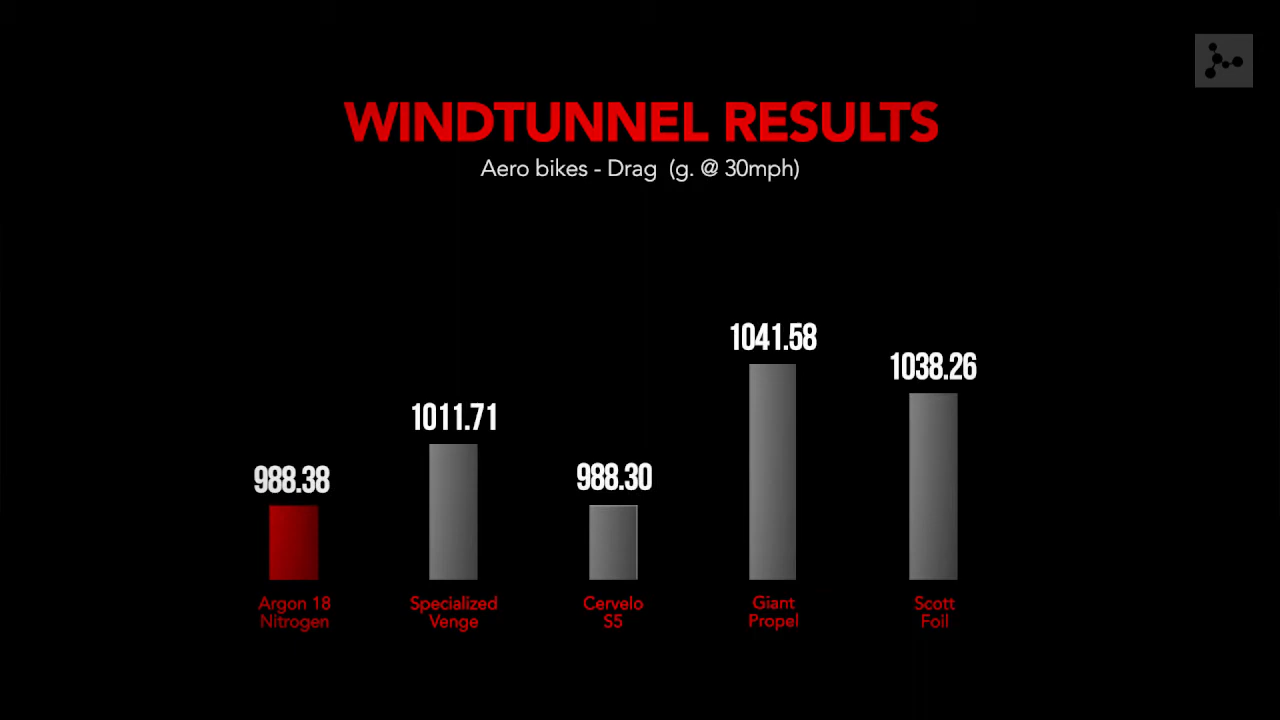 WINDTUNNEL RESULTS
Aero bikes - Drag (g. @ 30mph)
1041.58
1038.26
1011.71
988.38
988.30
Argon 18
Nitrogen
Specialized
Venge
Cervelo
S5
Giant
Propel
Scott
Foil